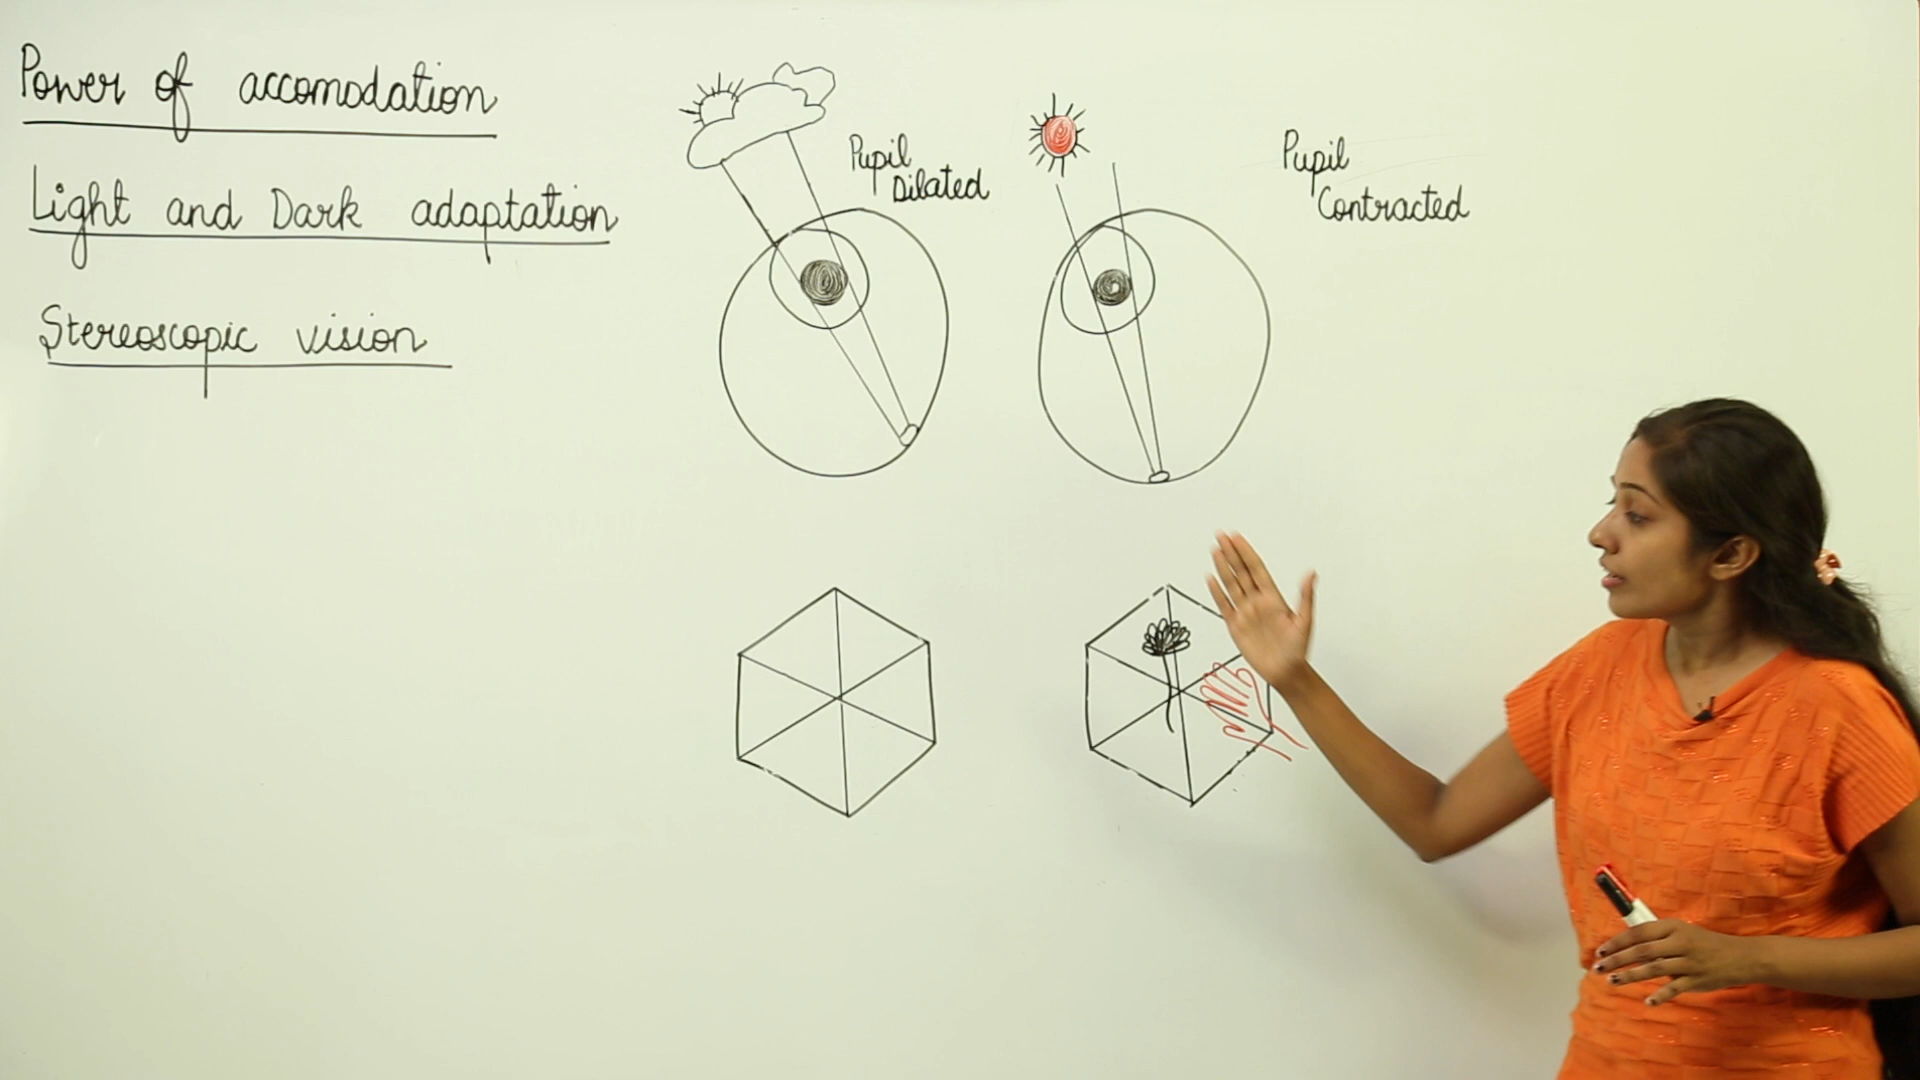 Power of accomodation
Light and Dark adaptation
Stereoscopic vision
Pupil
Dilated
Pupil
Contracted